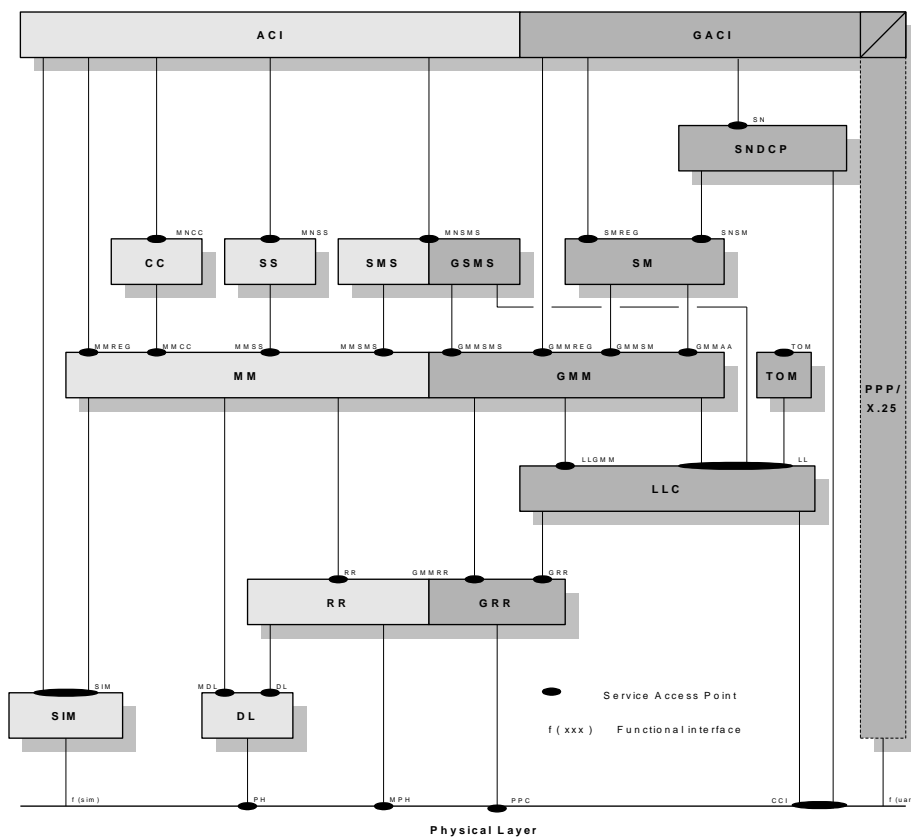 ACI GACI
SN
SNDCP
MNCC MNSS MNSMS SMREG SNSM
CC SS SMS GSMS SM
MMREG MMCC MMSS MMSMS GMMSMS GMMREG GMMSM GMMAA TOM
MM GMM TOM
PPP/
X.25
LLGMM LL
LLC
RR GMMRR GRR
RR GRR
SIM MDL DL
SIM DL
Service Access Point
f(xxx) Functional interface
f(sim) PH MPH PPC CCI f(uar
Physical Layer